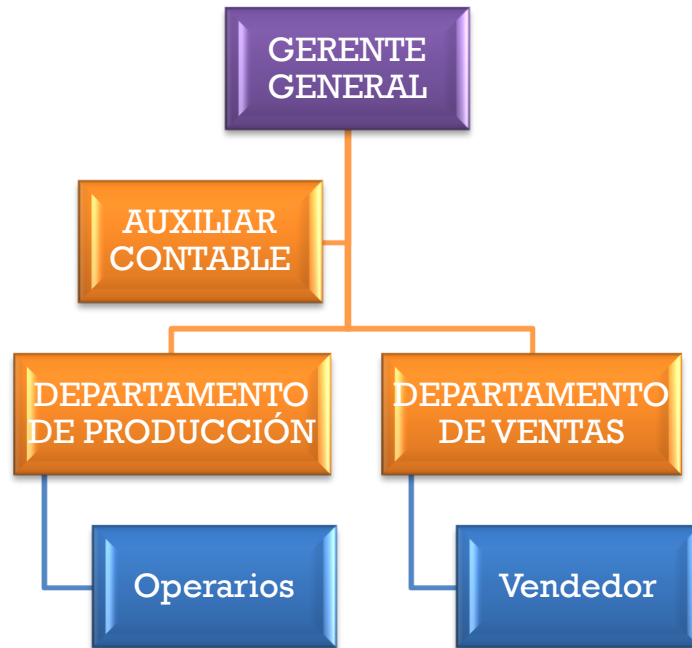 GERENTE
GENERAL
AUXILIAR
CONTABLE
DEPARTAMENTO
DE PRODUCCIÓN
DEPARTAMENTO
DE VENTAS
Operarios
Vendedor